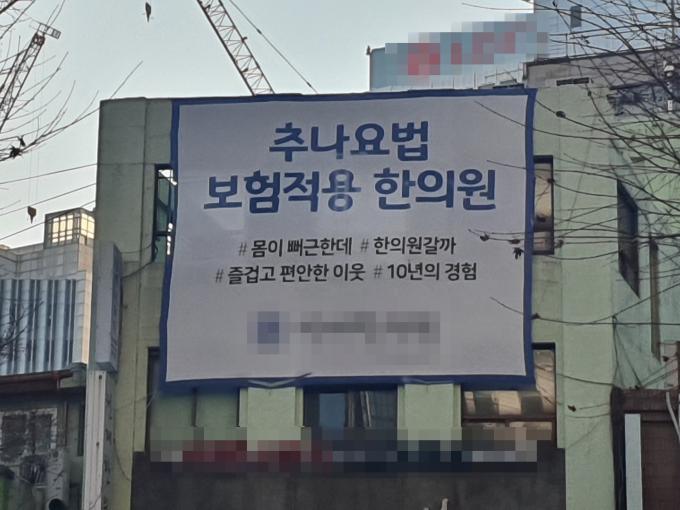 추나요법
보험적용 한의원
# 몸이 뻐근한데 # 한의원갈까
# 즐겁고 편안한 이웃 # 10년의 경험